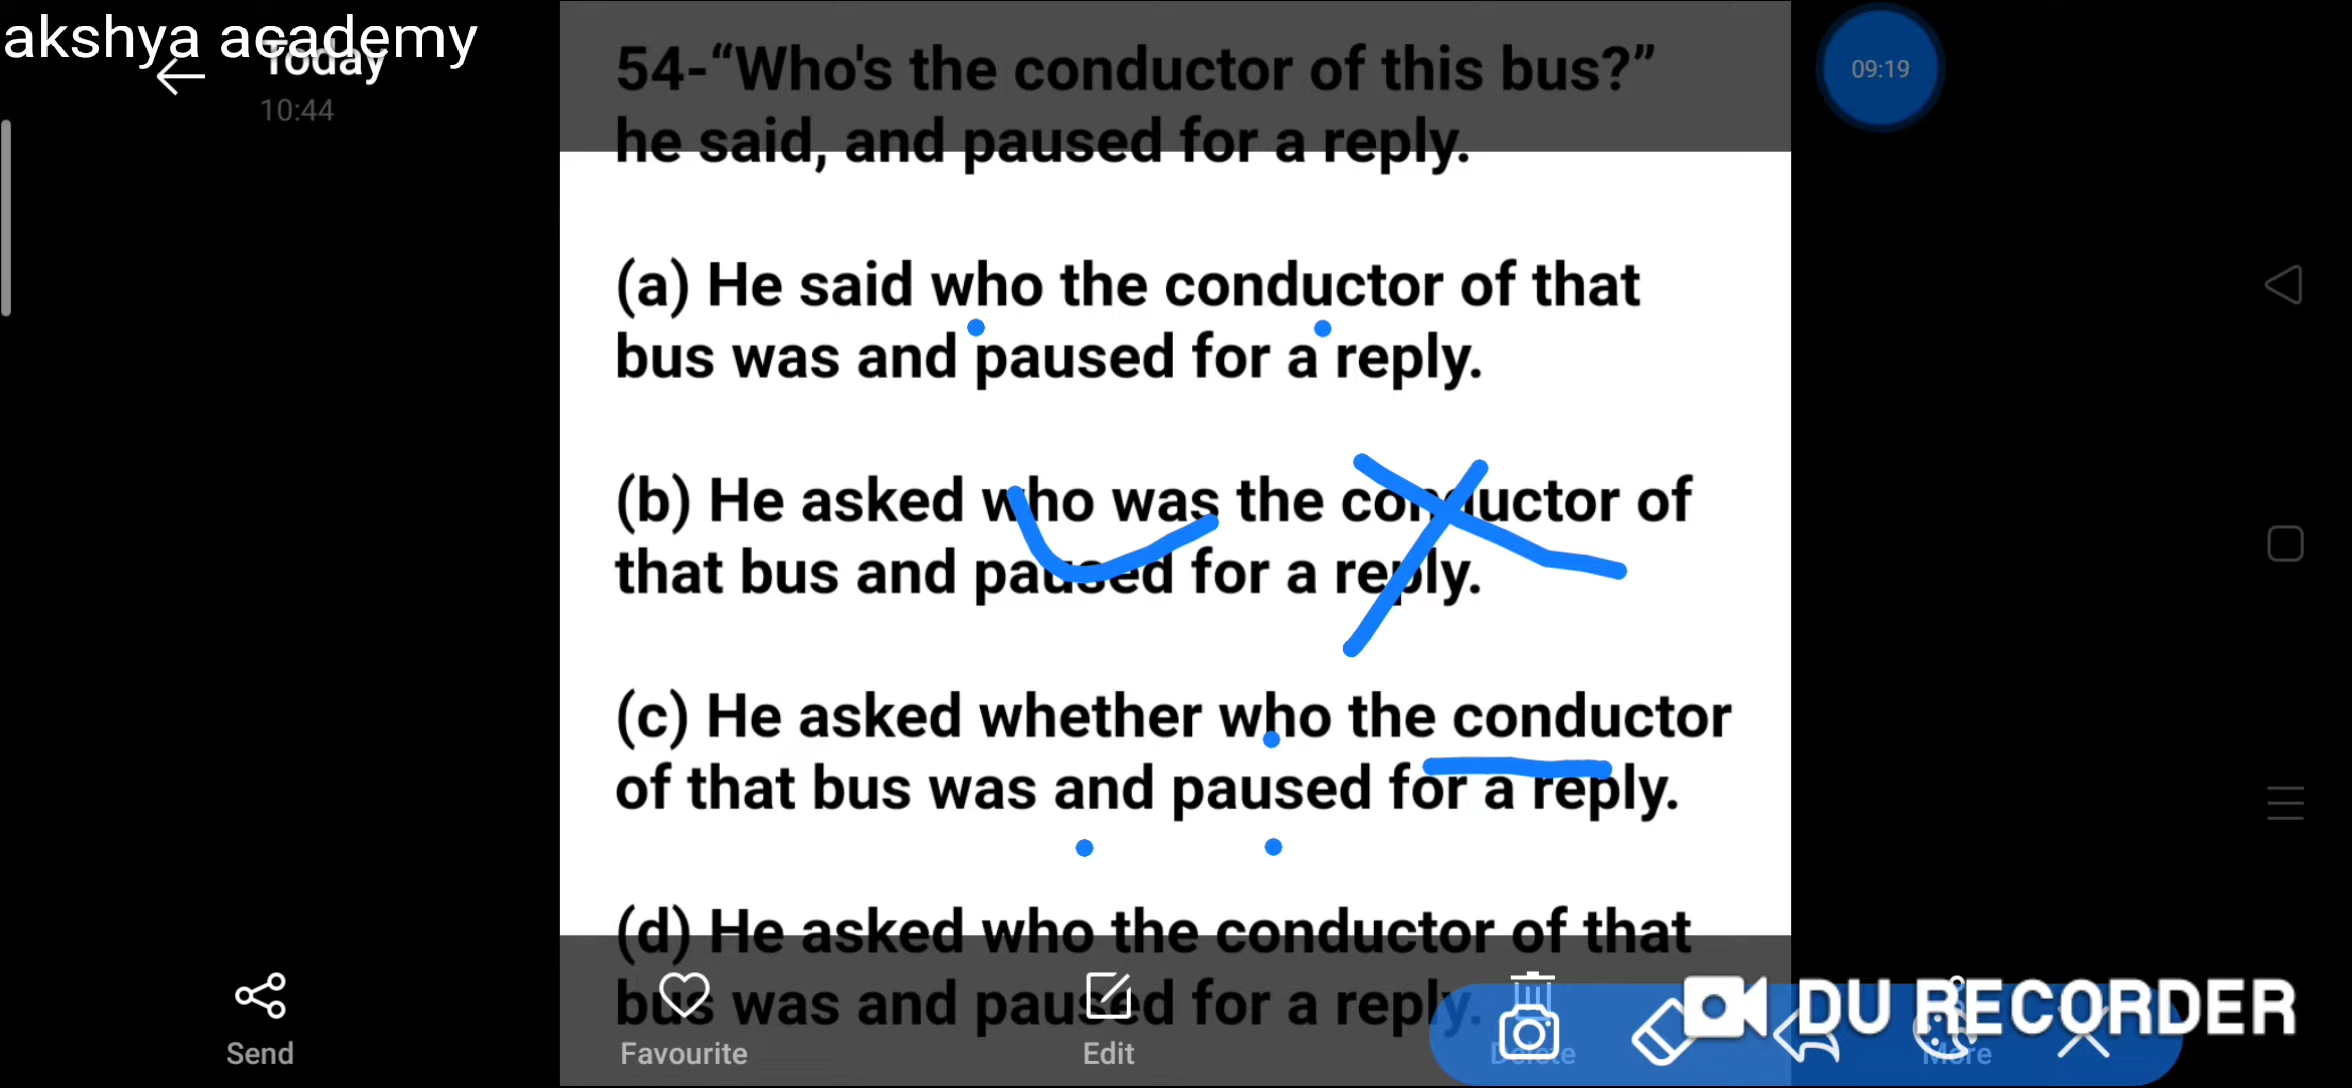 akshya academy
Today
10:44
09:19
54-“Who's the conductor of this bus?”
he said, and paused for a reply.
(a) He said who the conductor of that
bus was and paused for a reply.
(b) He asked who was the conductor of
that bus and paused for a reply.
(c) He asked whether who the conductor
of that bus was and paused for a reply.
(d) He asked who the conductor of that
bus was and paused for a reply.
DU RECORDER
Send
Favourite
Edit
Delete
More